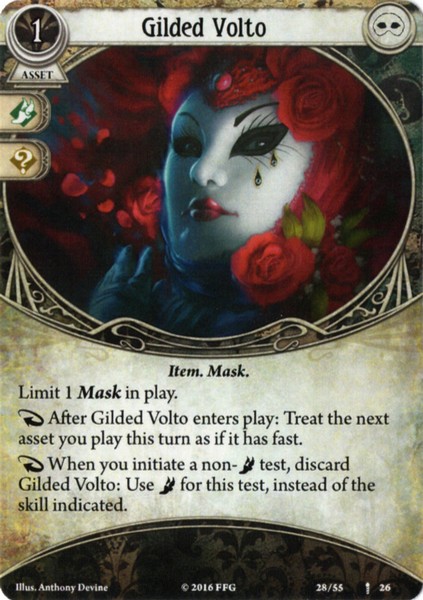 1
Gilded Volto
ASSET
?
Item. Mask.
Limit 1 Mask in play.
After Gilded Volto enters play: Treat the next
asset you play this turn as if it has fast.
When you initiate a non- test, discard
Gilded Volto: Use for this test, instead of the
skill indicated.
Illus. Anthony Devine © 2016 FFG 28/55 26